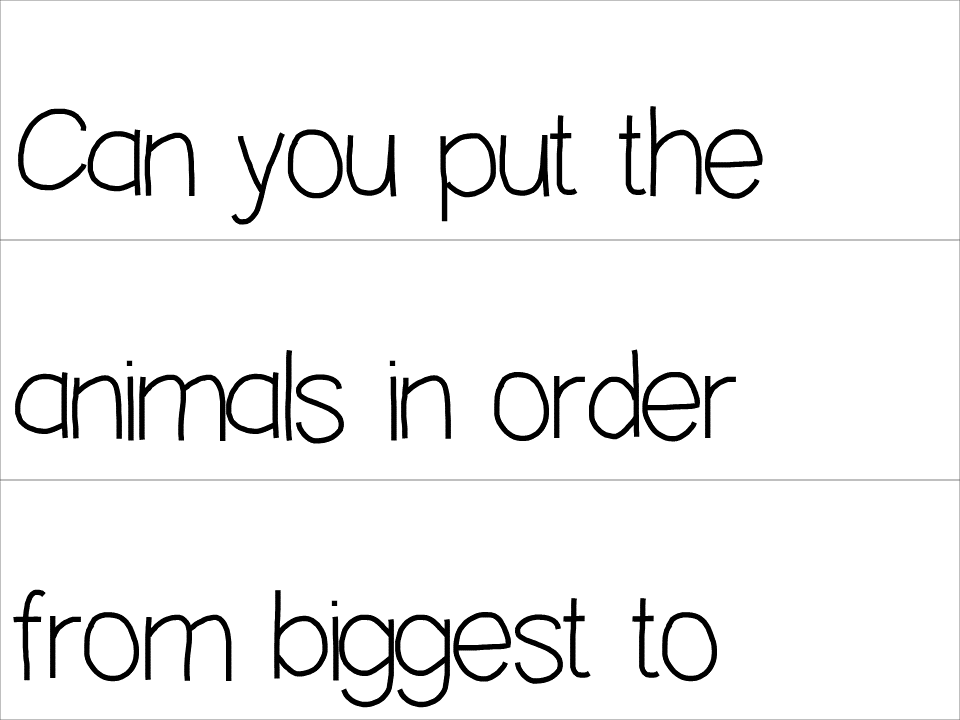 Can you put the
animals in order
from biggest to